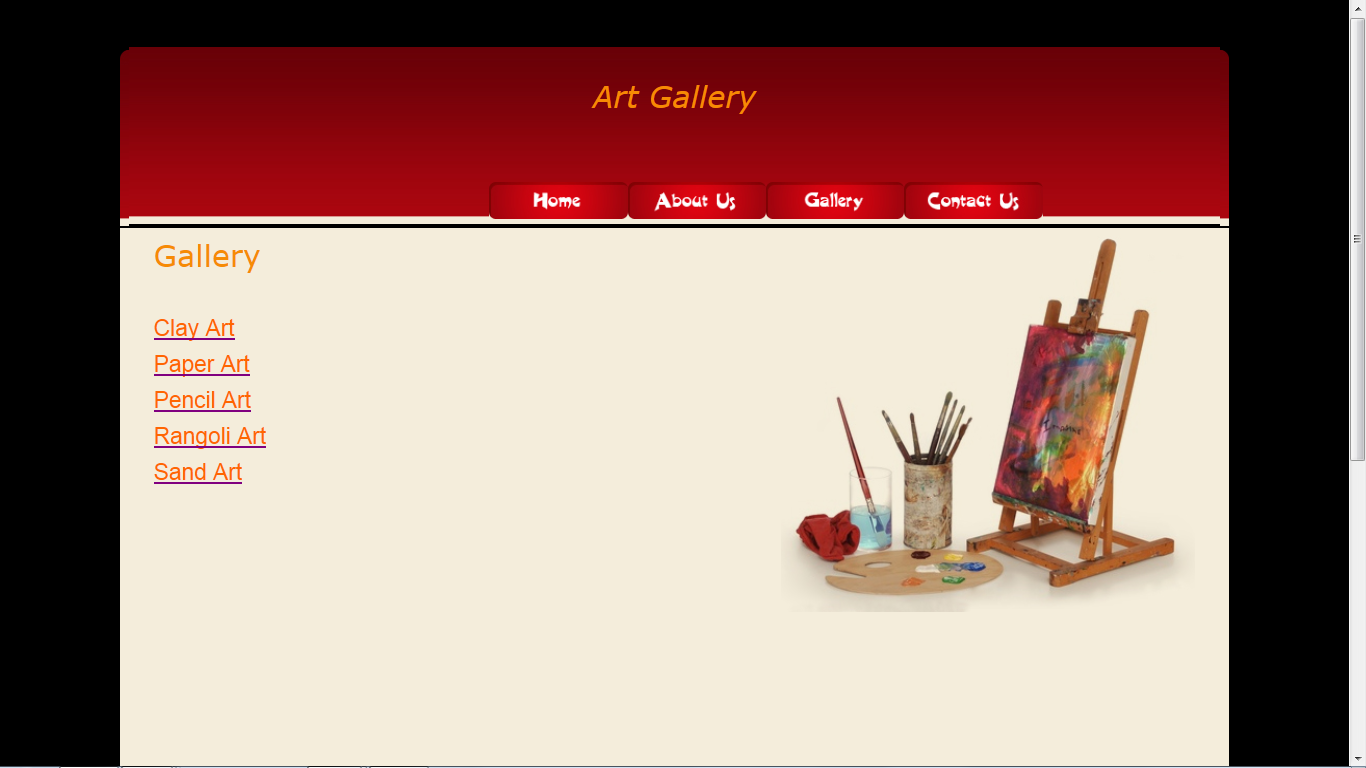 Art Gallery
Home About Us Gallery Contact Us
Gallery
Clay Art
Paper Art
Pencil Art
Rangoli Art
Sand Art